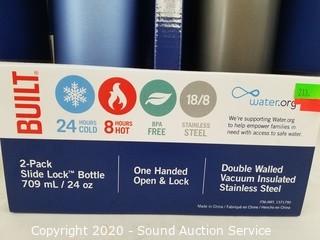 BUILT
24 HOURS COLD
8 HOURS HOT
BPA FREE
18/8
STAINLESS STEEL
water.org
We're supporting Water.org
to help empower families in
need with access to safe water.
2-Pack
Slide Lock™ Bottle
709 mL / 24 oz
One Handed
Open & Lock
Double Walled
Vacuum Insulated
Stainless Steel
Made in China / Fabriqué en Chine / Hecho en China
Copyright 2020 - Sound Auction Service